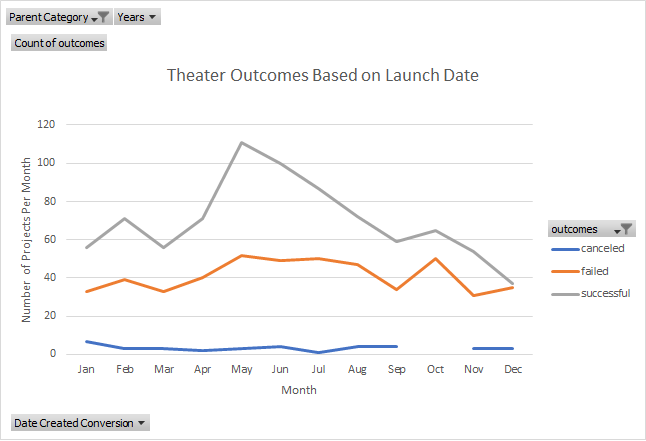 Parent Category Years
Count of outcomes
Theater Outcomes Based on Launch Date
Number of Projects Per Month
120
100
80
60
40
20
0
Jan Feb Mar Apr May Jun Jul Aug Sep Oct Nov Dec
Month
outcomes
canceled
failed
successful
Date Created Conversion